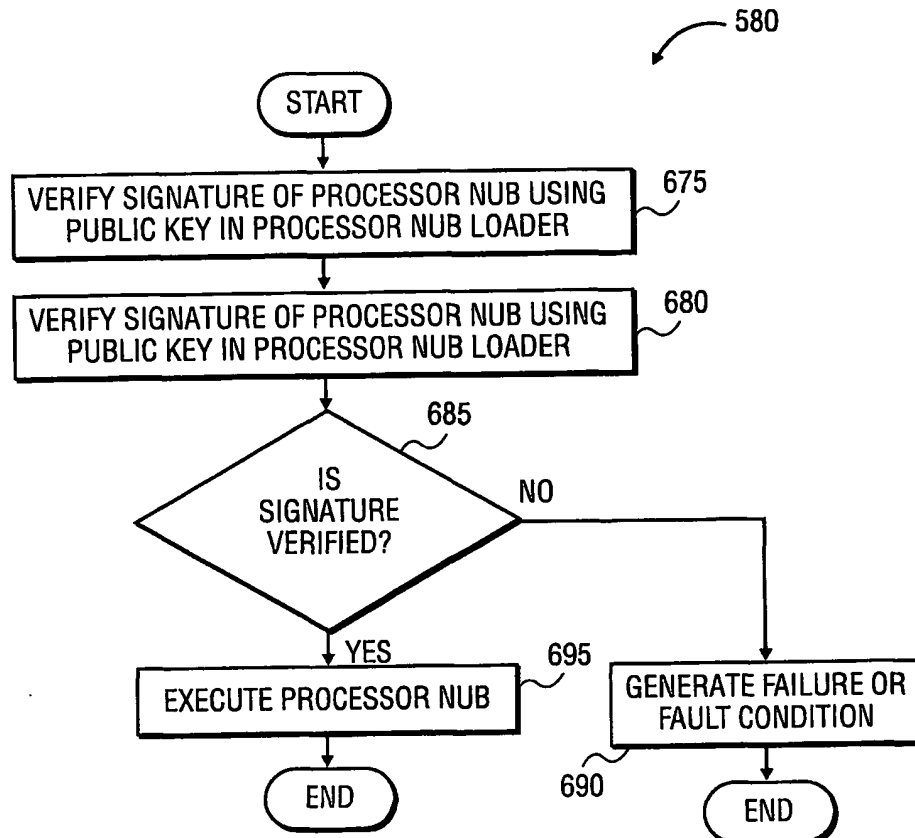 580
START
VERIFY SIGNATURE OF PROCESSOR NUB USING
PUBLIC KEY IN PROCESSOR NUB LOADER
675
VERIFY SIGNATURE OF PROCESSOR NUB USING
PUBLIC KEY IN PROCESSOR NUB LOADER
680
685
IS
SIGNATURE
VERIFIED?
NO
YES
EXECUTE PROCESSOR NUB
695
GENERATE FAILURE OR
FAULT CONDITION
690
END
END